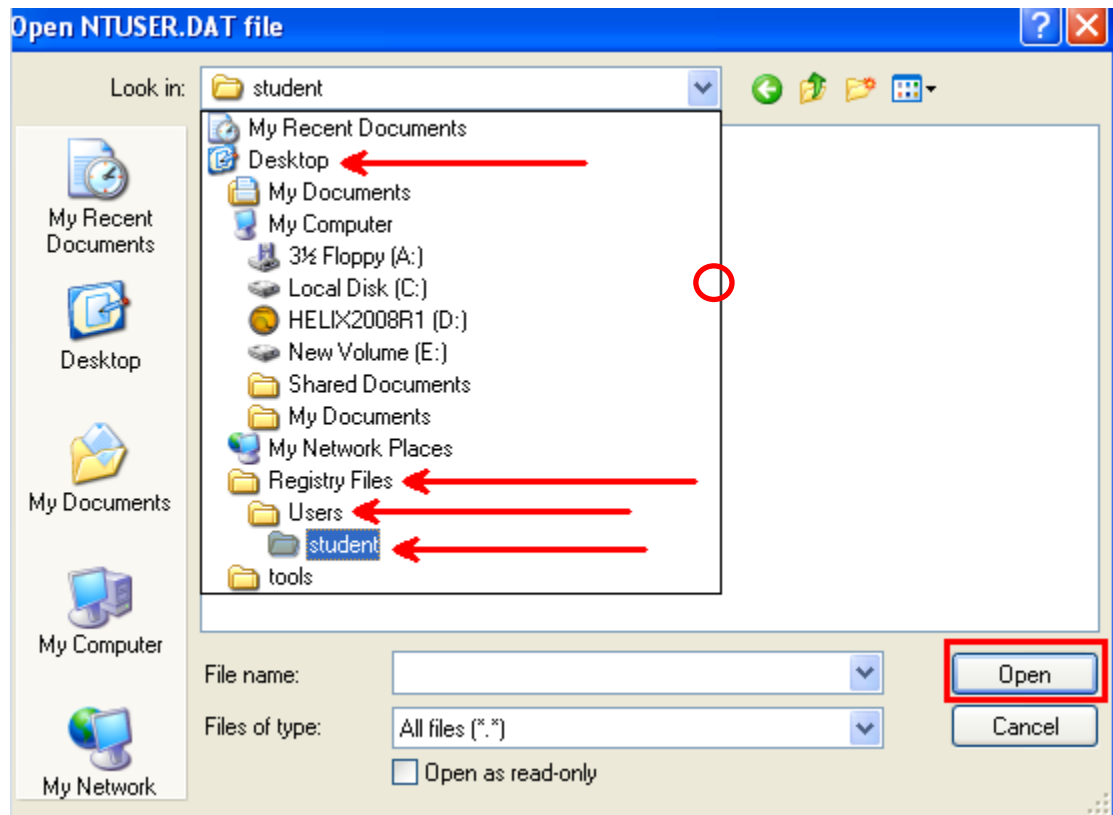 Open NTUSER.DAT file
Look in:
student
My Recent Documents
Desktop
My Documents
My Computer
3½ Floppy (A:)
Local Disk (C:)
HELIX2008R1 (D:)
New Volume (E:)
Shared Documents
My Documents
My Network Places
Registry Files
Users
student
tools
My Recent
Documents
Desktop
My Documents
My Computer
My Network
File name:
Open
Files of type:
All files (*.*)
Cancel
Open as read-only